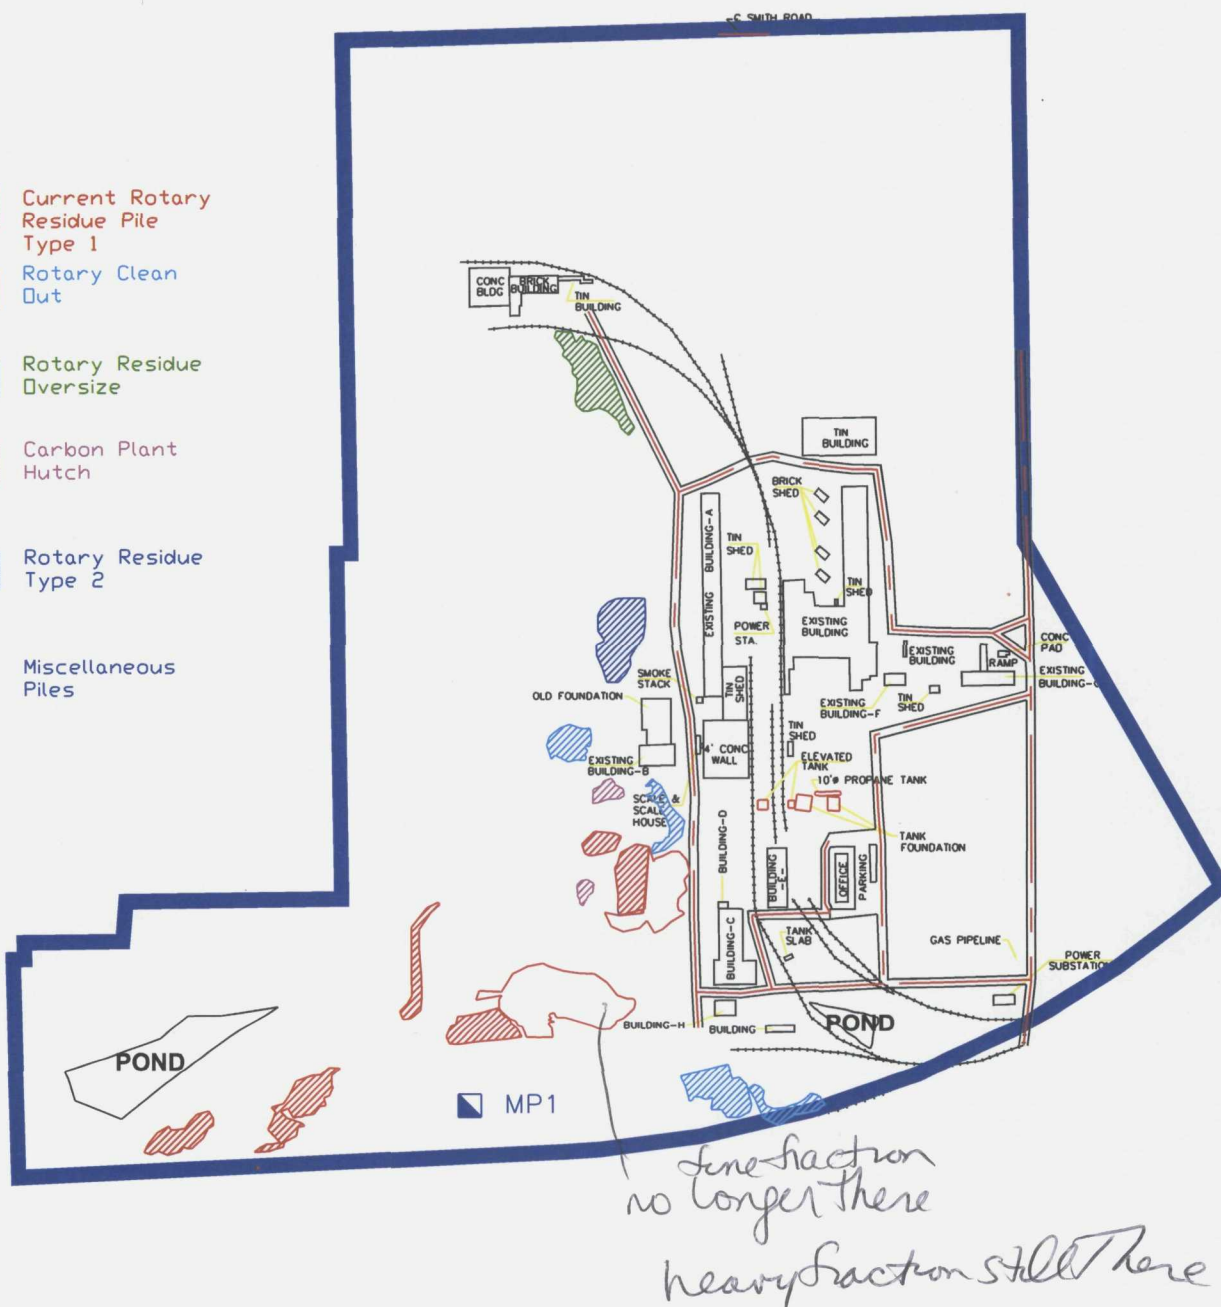 E SMITH ROAD
Current Rotary
Residue Pile
Type 1
Rotary Clean
Out
Rotary Residue
Oversize
Carbon Plant
Hutch
Rotary Residue
Type 2
Miscellaneous
Piles
CONC
BLDG
BRICK
BUILDING
TIN
BUILDING
TIN
BUILDING
BRICK
SHED
EXISTING BUILDING-A
TIN
SHED
TIN
SHED
POWER
STA.
EXISTING
BUILDING
EXISTING
BUILDING
CONC
PAD
RAMP
EXISTING
SMOKE
STACK
TIN
SHED
OLD FOUNDATION
EXISTING
BUILDING-F
TIN
SHED
TIN
SHED
4' CONC
WALL
EXISTING
BUILDING-B
ELEVATED
TANK
10'ø PROPANE TANK
SCALE &
SCALE
HOUSE
TANK
FOUNDATION
BUILDING-D
BUILDING
-E-
OFFICE
PARKING
BUILDING-C
TANK
SLAB
GAS PIPELINE
POWER
SUBSTATION
BUILDING-H
BUILDING
POND
POND
MP1
fine fraction
no longer there
heavy fraction still There